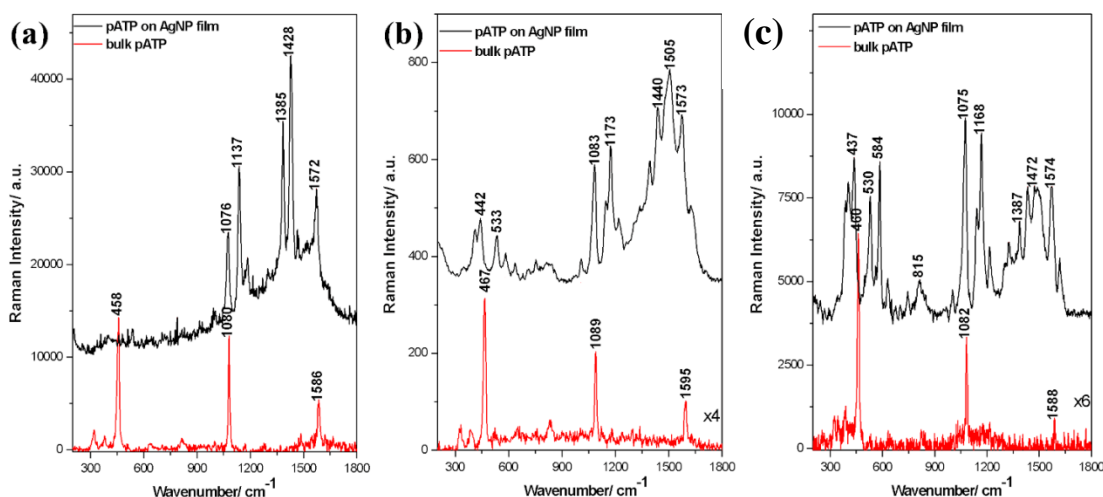 (a)
pATP on AgNP film
bulk pATP
Raman Intensity/ a.u.
40000
30000
20000
10000
0
458
1076
1080
1137
1385
1428
1572
1586
300 600 900 1200 1500 1800
Wavenumber/ cm-1
(b)
pATP on AgNP film
bulk pATP
Raman Intensity/ a.u.
800
600
400
200
0
442
467
533
1083
1089
1173
1440
1505
1573
1595
x4
300 600 900 1200 1500 1800
Wavenumber/ cm-1
(c)
pATP on AgNP film
bulk pATP
Raman Intensity/ a.u.
10000
7500
5000
2500
0
437
460
530
584
815
1075
1082
1168
1387
1472
1574
1588
x6
300 600 900 1200 1500 1800
Wavenumber/ cm-1